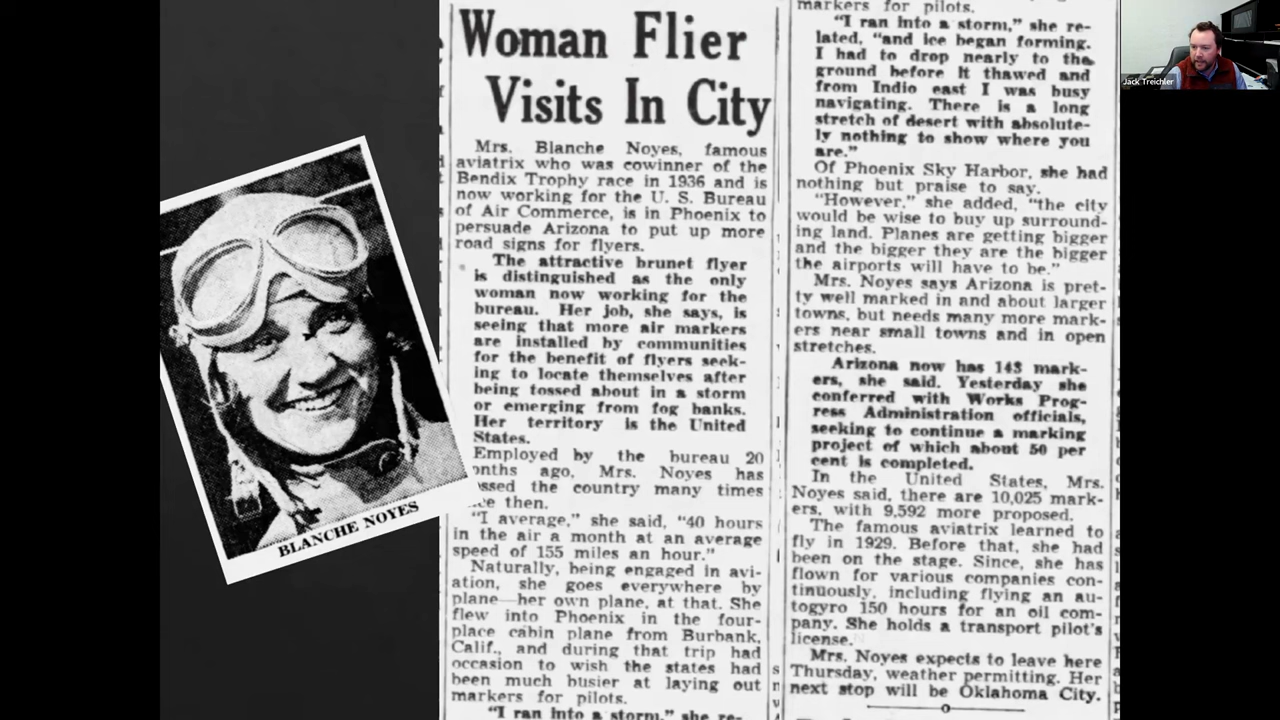 BLANCHE NOYES
Woman Flier
Visits In City
Mrs. Blanche Noyes, famous
aviatrix who was cowinner of the
Bendix Trophy race in 1936 and is
now working for the U. S. Bureau
of Air Commerce, is in Phoenix to
persuade Arizona to put up more
road signs for flyers.
The attractive brunet flyer
is distinguished as the only
woman now working for the
bureau. Her job, she says, is
seeing that more air markers
are installed by communities
for the benefit of flyers seek-
ing to locate themselves after
being tossed about in a storm
or emerging from fog banks.
Her territory is the United
States.
Employed by the bureau 20
onths ago, Mrs. Noyes has
ssed the country many times
ce then.
"I average," she said, "40 hours
in the air a month at an average
speed of 155 miles an hour."
Naturally, being engaged in avi-
ation, she goes everywhere by
plane—her own plane, at that. She
flew into Phoenix in the four-
place cabin plane from Burbank,
Calif., and during that trip had
occasion to wish the states had
been much busier at laying out
markers for pilots.
"I ran into a storm," she re-
markers for pilots.
"I ran into a storm," she re-
lated, "and ice began forming.
I had to drop nearly to the
ground before it thawed and
from Indio east I was busy
navigating. There is a long
stretch of desert with absolute-
ly nothing to show where you
are."
Of Phoenix Sky Harbor, she had
nothing but praise to say.
"However," she added, "the city
would be wise to buy up surround-
ing land. Planes are getting bigger
and the bigger they are the bigger
the airports will have to be."
Mrs. Noyes says Arizona is pret-
ty well marked in and about larger
towns, but needs many more mark-
ers near small towns and in open
stretches.
Arizona now has 143 mark-
ers, she said. Yesterday she
conferred with Works Prog-
ress Administration officials,
seeking to continue a marking
project of which about 50 per
cent is completed.
In the United States, Mrs.
Noyes said, there are 10,025 mark-
ers, with 9,592 more proposed.
The famous aviatrix learned to
fly in 1929. Before that, she had
been on the stage. Since, she has
flown for various companies con-
tinuously, including flying an au-
togyro 150 hours for an oil com-
pany. She holds a transport pilot's
license.
Mrs. Noyes expects to leave here
Thursday, weather permitting. Her
next stop will be Oklahoma City.
Jack Treichler